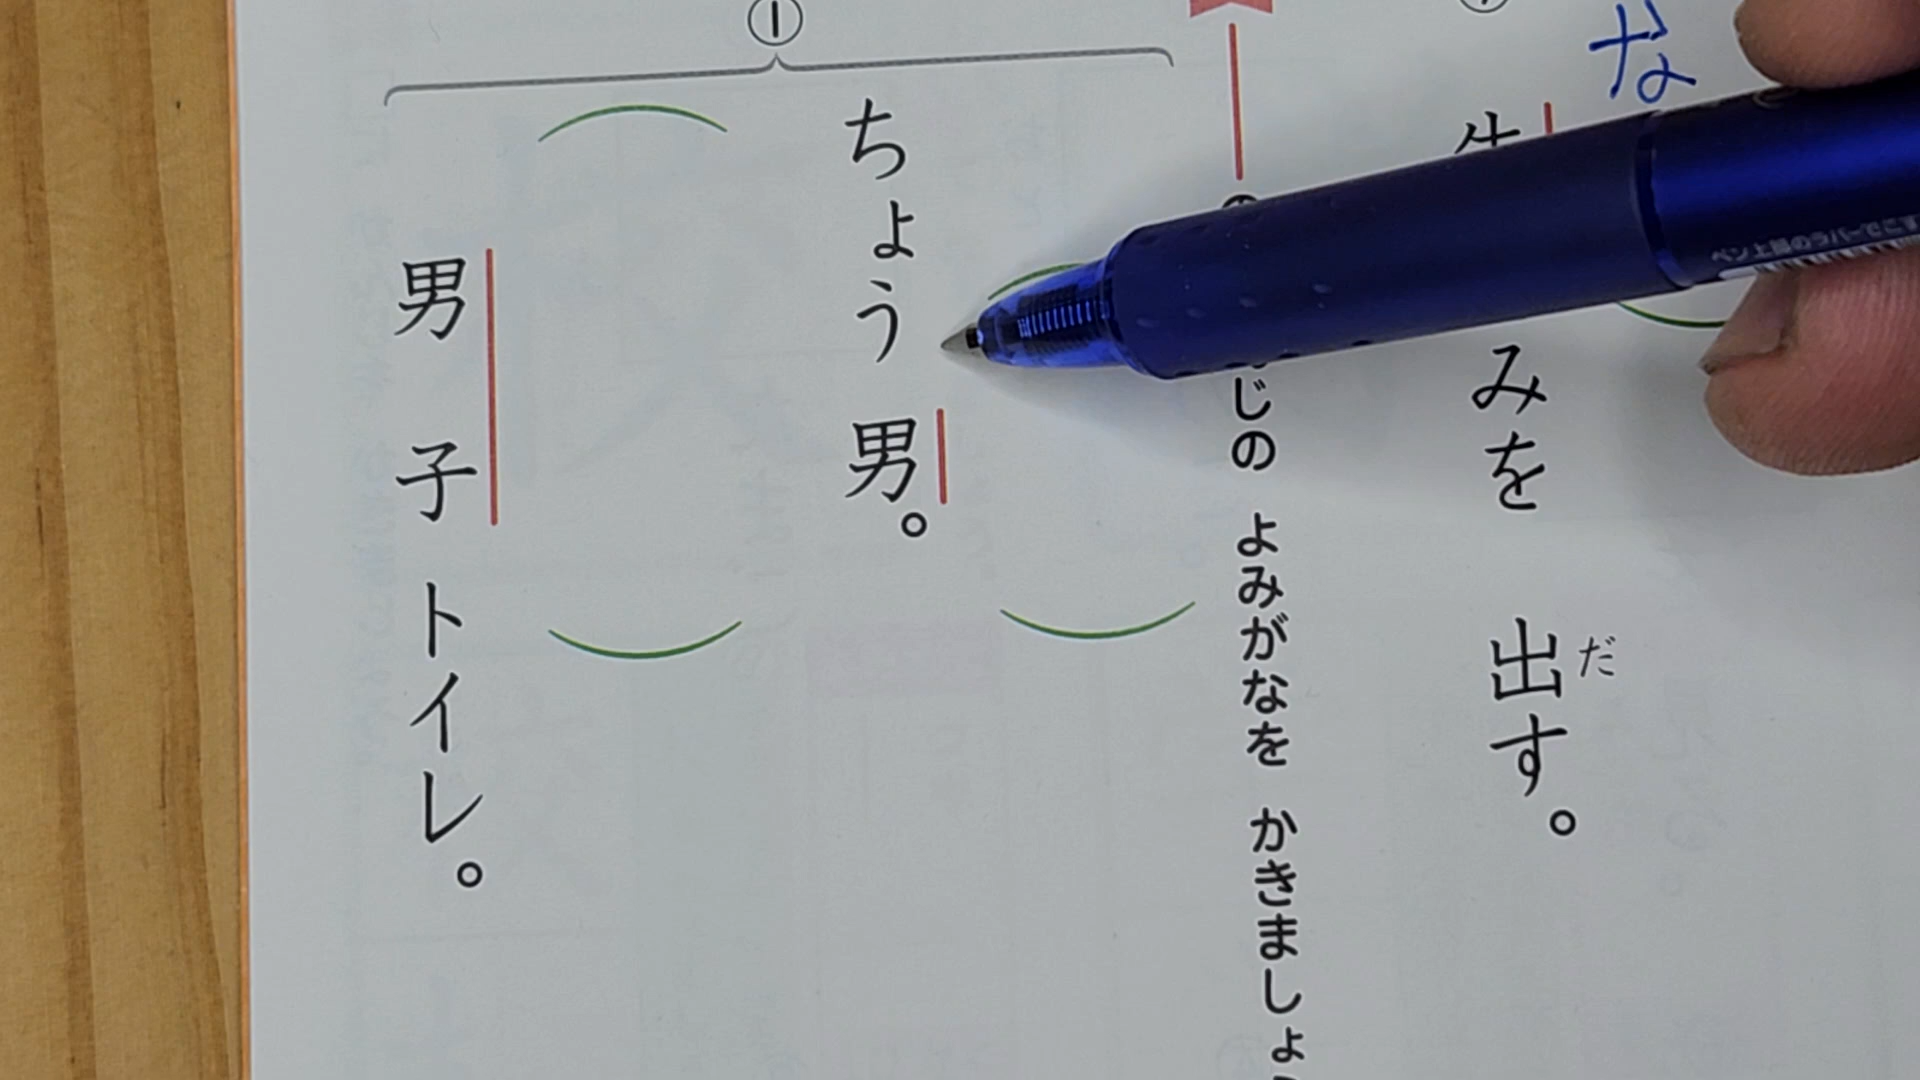 な
生みを 出す。
だ
じの よみがなを かきましょ
①
ちょう男。
男子トイレ。